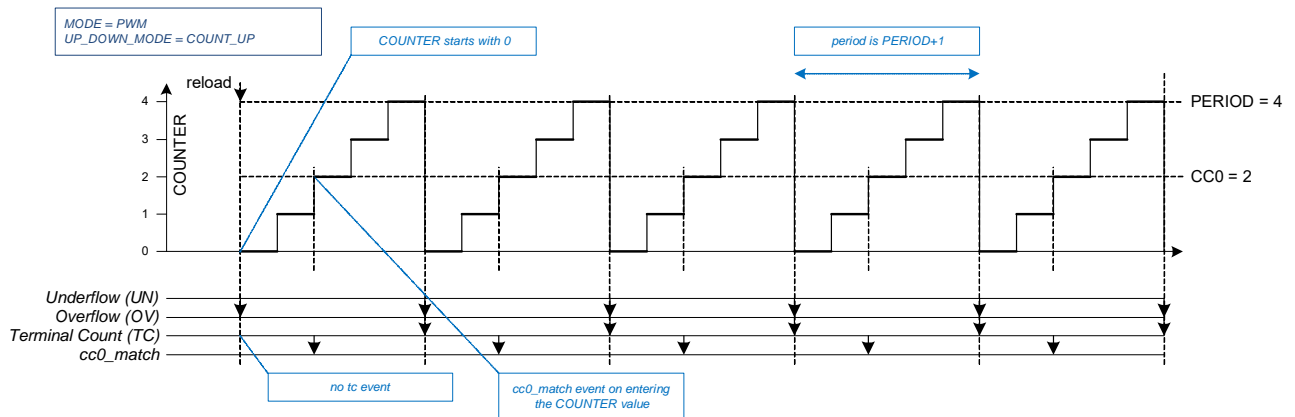 MODE = PWM
UP_DOWN_MODE = COUNT_UP
COUNTER starts with 0
period is PERIOD+1
reload
4
3
2
1
0
COUNTER
PERIOD = 4
CC0 = 2
Underflow (UN)
Overflow (OV)
Terminal Count (TC)
cc0_match
no tc event
cc0_match event on entering
the COUNTER value